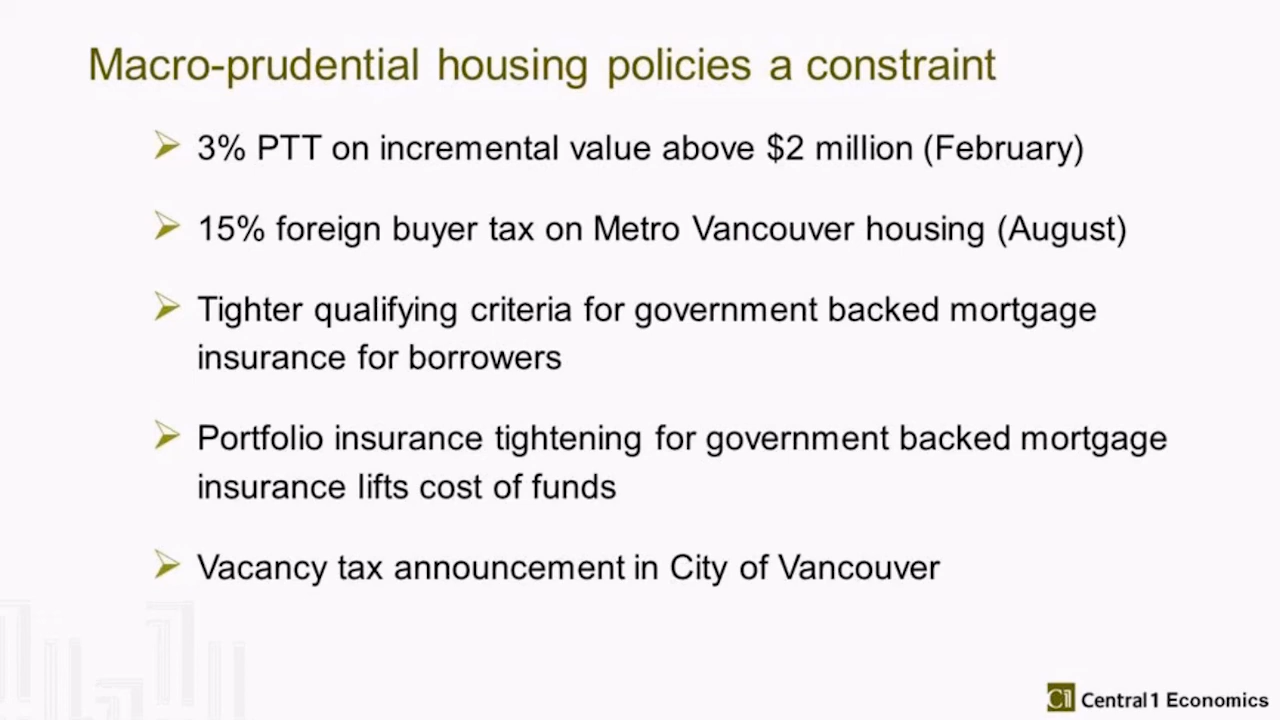 Macro-prudential housing policies a constraint
3% PTT on incremental value above $2 million (February)
15% foreign buyer tax on Metro Vancouver housing (August)
Tighter qualifying criteria for government backed mortgage
insurance for borrowers
Portfolio insurance tightening for government backed mortgage
insurance lifts cost of funds
Vacancy tax announcement in City of Vancouver
C1 Central 1 Economics